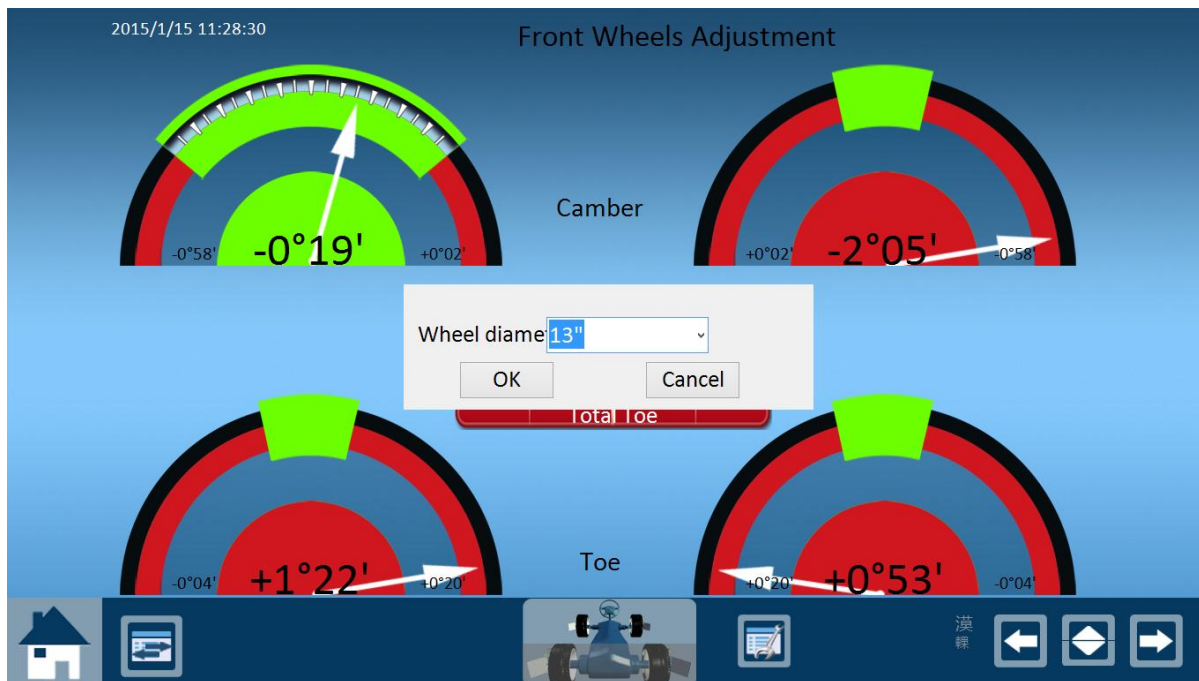 2015/1/15 11:28:30
Front Wheels Adjustment
Camber
-0°58' -0°19' +0°02'
+0°02' -2°05' -0°58'
Wheel diame 13"
OK Cancel
Total Toe
Toe
-0°04' +1°22' +0°20'
+0°20' +0°53' -0°04'
漠